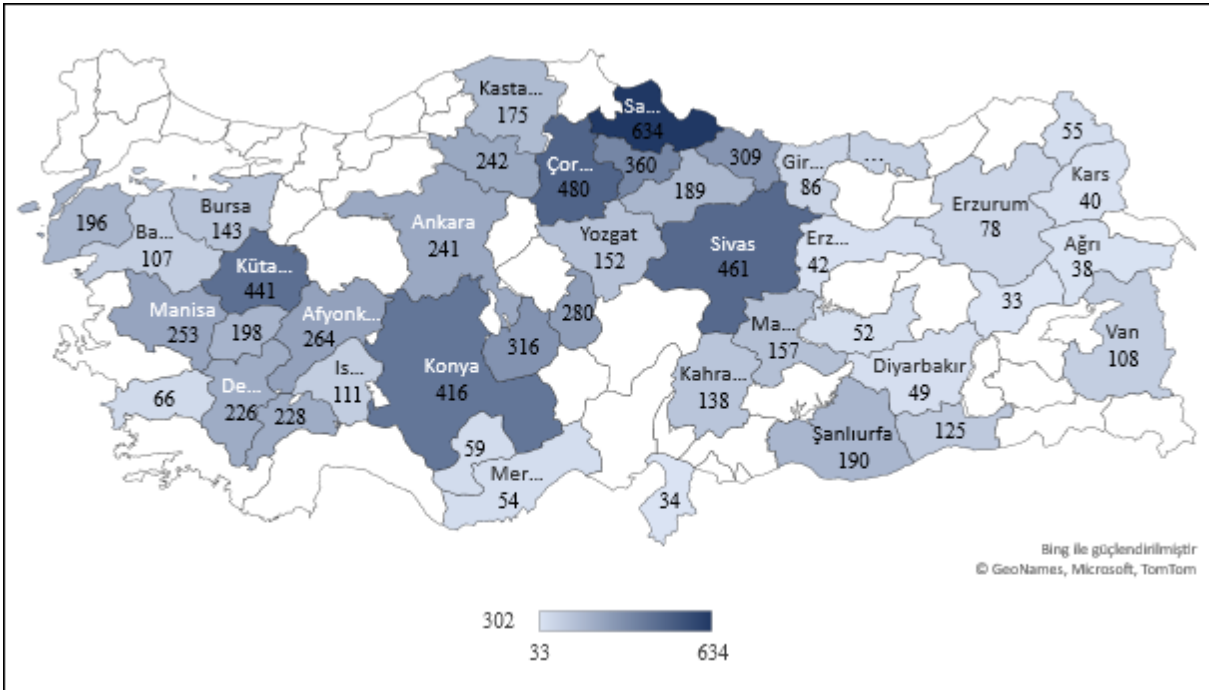 Kasta...
175
Sa...
634
55
242
Çor...
480
360
309
Gir...
86
...
Kars
40
189
196
Bursa
143
Ankara
241
Erzurum
78
Ba...
107
Yozgat
152
Sivas
461
Erz...
42
Ağrı
38
Küta...
441
33
Manisa
253
198
Afyonk...
264
280
316
Ma...
157
52
Van
108
De...
226
Is...
111
Konya
416
Kahra...
138
Diyarbakır
49
66
228
59
Şanlıurfa
190
125
Mer...
54
34
Bing ile güçlendirilmiştir
© GeoNames, Microsoft, TomTom
302
33
634